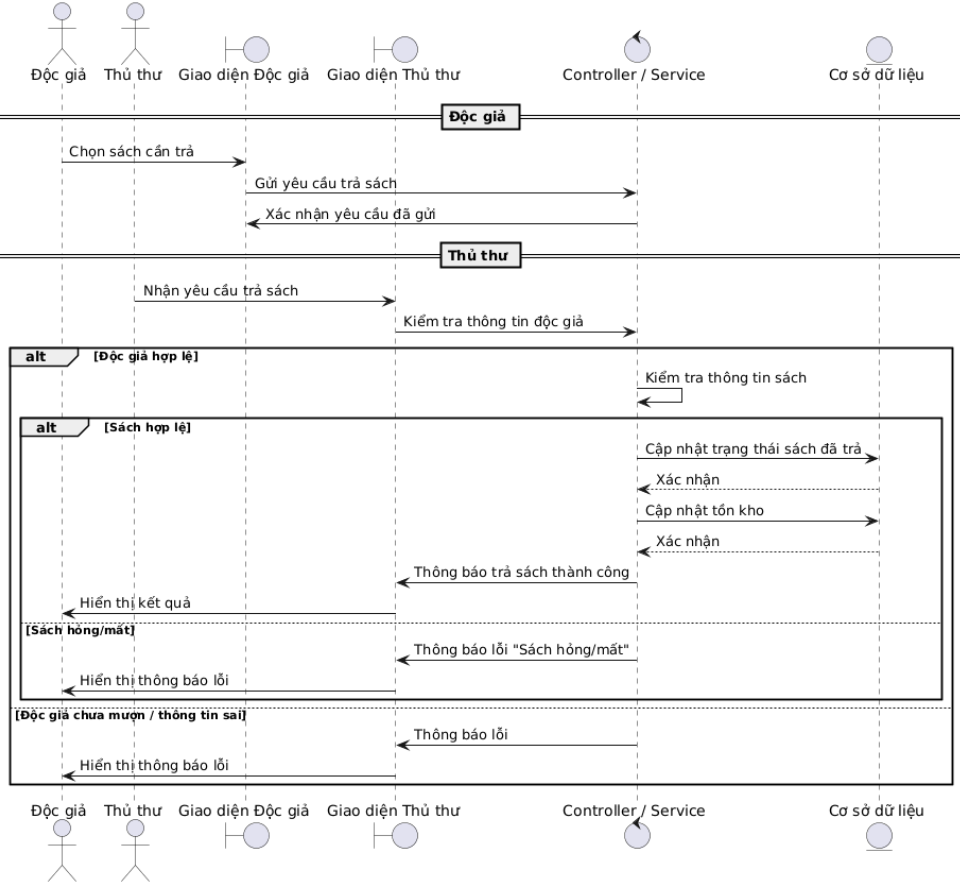 Độc giả
Thủ thư
Giao diện Độc giả
Giao diện Thủ thư
Controller / Service
Cơ sở dữ liệu
Độc giả
Chọn sách cần trả
Gửi yêu cầu trả sách
Xác nhận yêu cầu đã gửi
Thủ thư
Nhận yêu cầu trả sách
Kiểm tra thông tin độc giả
alt [Độc giả hợp lệ]
Kiểm tra thông tin sách
alt [Sách hợp lệ]
Cập nhật trạng thái sách đã trả
Xác nhận
Cập nhật tồn kho
Xác nhận
Thông báo trả sách thành công
Hiển thị kết quả
[Sách hỏng/mất]
Thông báo lỗi "Sách hỏng/mất"
Hiển thị thông báo lỗi
[Độc giả chưa mượn / thông tin sai]
Thông báo lỗi
Hiển thị thông báo lỗi
Độc giả
Thủ thư
Giao diện Độc giả
Giao diện Thủ thư
Controller / Service
Cơ sở dữ liệu